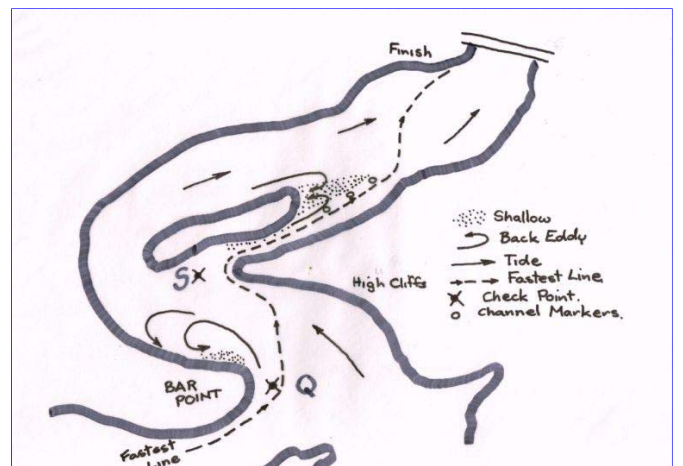 Finish
Shallow
Back Eddy
Tide
Fastest Line
High Cliffs
S
Check Point.
Channel Markers.
BAR
POINT
Q
Fastest
Line